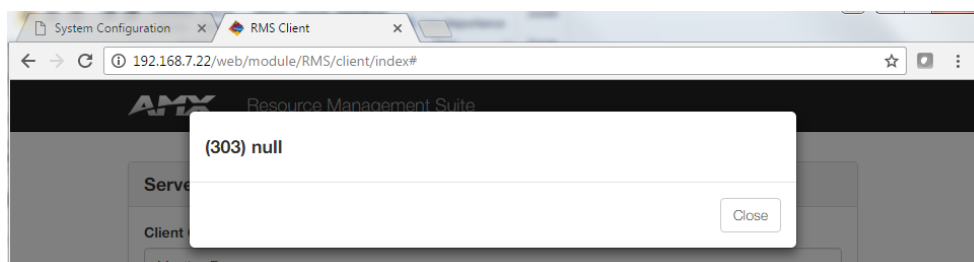 System Configuration
RMS Client
192.168.7.22/web/module/RMS/client/index#
AMX Resource Management Suite
(303) null
Serve
Close
Client